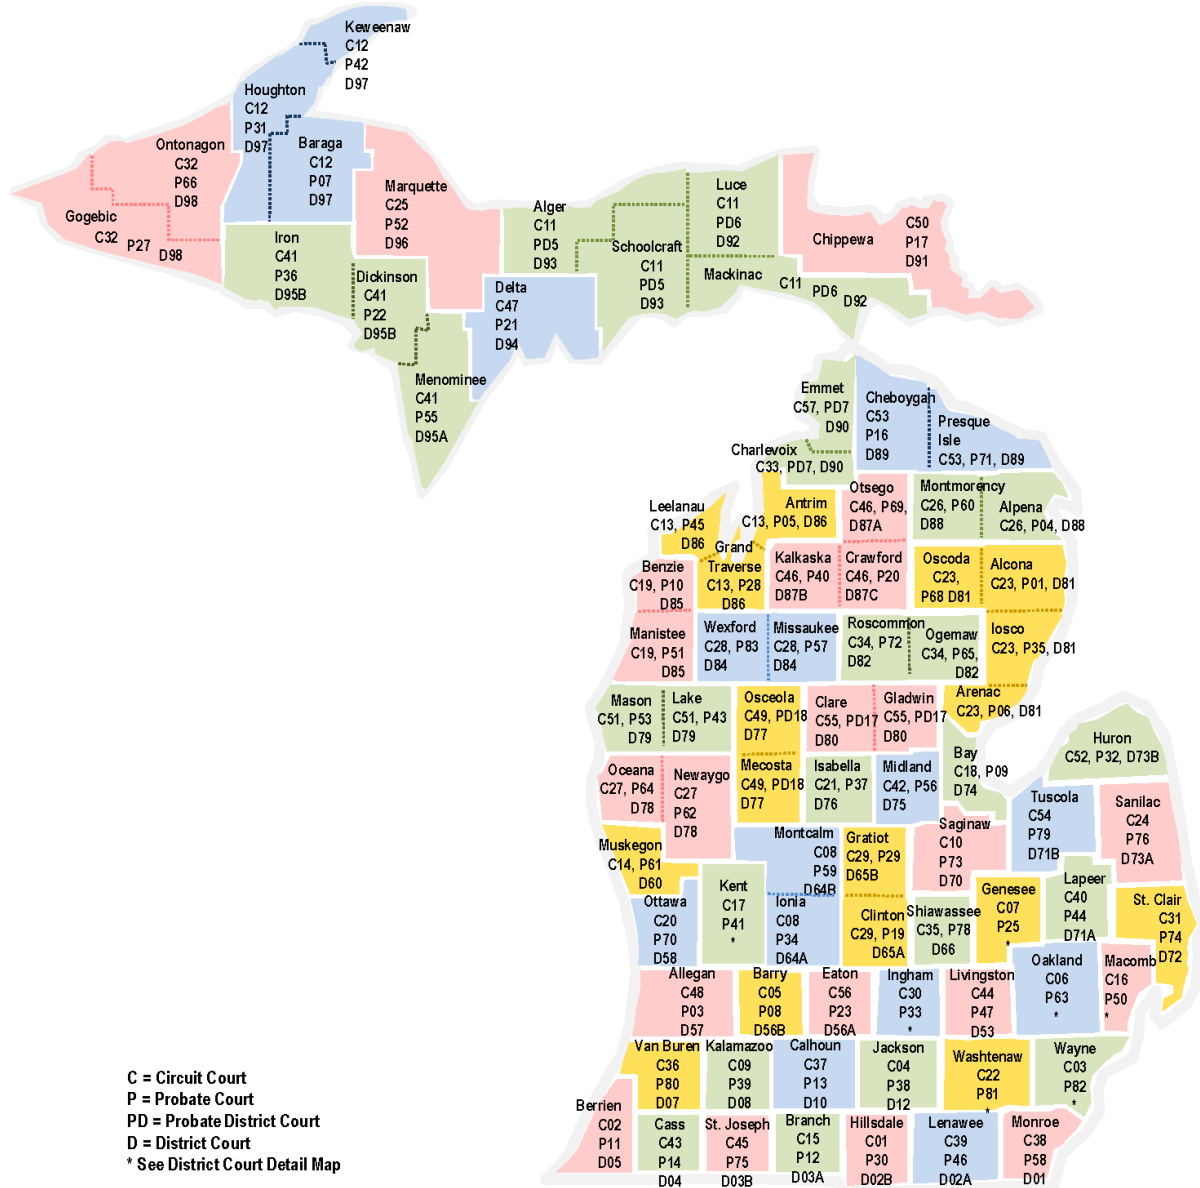 Keweenaw
C12
P42
D97
Houghton
C12
P31
D97
Baraga
C12
P07
D97
Ontonagon
C32
P66
D98
Gogebic
C32 P27 D98
Marquette
C25
P52
D96
Iron
C41
P36
D95B
Dickinson
C41
P22
D95B
Menominee
C41
P55
D95A
Alger
C11
PD5
D93
Delta
C47
P21
D94
Schoolcraft
C11
PD5
D93
Luce
C11
PD6
D92
Mackinac C11 PD6 D92
Chippewa
C50
P17
D91
Emmet
C57, PD7
D90
Cheboygan
C53
P16
D89
Presque
Isle
C53, P71, D89
Charlevoix
C33, PD7, D90
Leelanau
C13, P45
D86
Antrim
C13, P05, D86
Otsego
C46, P69,
D87A
Montmorency
C26, P60
D88
Alpena
C26, P04, D88
Benzie
C19, P10
D85
Grand
Traverse
C13, P28
D86
Kalkaska
C46, P40
D87B
Crawford
C46, P20
D87C
Oscoda
C23,
P68 D81
Alcona
C23, P01, D81
Manistee
C19, P51
D85
Wexford
C28, P83
D84
Missaukee
C28, P57
D84
Roscommon
C34, P72
D82
Ogemaw
C34, P65,
D82
Iosco
C23, P35, D81
Mason
C51, P53
D79
Lake
C51, P43
D79
Osceola
C49, PD18
D77
Clare
C55, PD17
D80
Gladwin
C55, PD17
D80
Arenac
C23, P06, D81
Oceana
C27, P64
D78
Newaygo
C27
P62
D78
Mecosta
C49, PD18
D77
Isabella
C21, P37
D76
Midland
C42, P56
D75
Bay
C18, P09
D74
Huron
C52, P32, D73B
Tuscola
C54
P79
D71B
Sanilac
C24
P76
D73A
Muskegon
C14, P61
D60
Montcalm
C08
P59
D64B
Gratiot
C29, P29
D65B
Saginaw
C10
P73
D70
Ottawa
C20
P70
D58
Kent
C17
P41
*
Ionia
C08
P34
D64A
Clinton
C29, P19
D65A
Shiawassee
C35, P78
D66
Genesee
C07
P25
*
Lapeer
C40
P44
D71A
St. Clair
C31
P74
D72
Allegan
C48
P03
D57
Barry
C05
P08
D56B
Eaton
C56
P23
D56A
Ingham
C30
P33
*
Livingston
C44
P47
D53
Oakland
C06
P63
*
Macomb
C16
P50
*
Van Buren
C36
P80
D07
Kalamazoo
C09
P39
D08
Calhoun
C37
P13
D10
Jackson
C04
P38
D12
Washtenaw
C22
P81
*
Wayne
C03
P82
*
Berrien
C02
P11
D05
Cass
C43
P14
D04
St. Joseph
C45
P75
D03B
Branch
C15
P12
D03A
Hillsdale
C01
P30
D02B
Lenawee
C39
P46
D02A
Monroe
C38
P58
D01
C = Circuit Court
P = Probate Court
PD = Probate District Court
D = District Court
* See District Court Detail Map